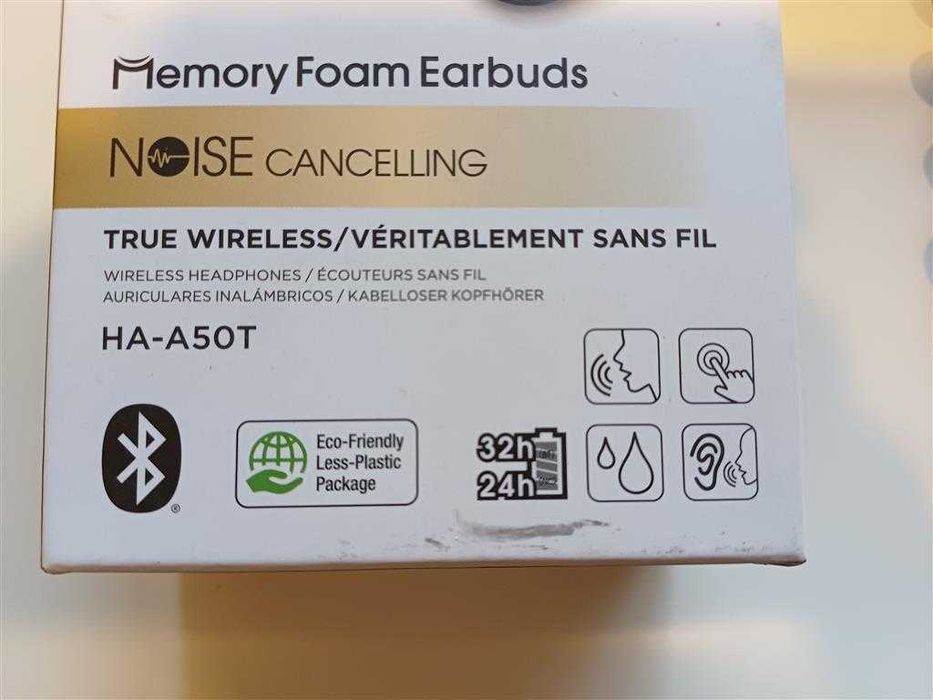 Memory Foam Earbuds
NOISE CANCELLING
TRUE WIRELESS/VÉRITABLEMENT SANS FIL
WIRELESS HEADPHONES / ÉCOUTEURS SANS FIL
AURICULARES INALÁMBRICOS / KABELLOSER KOPFHÖRER
HA-A50T
Eco-Friendly
Less-Plastic
Package
®
32h
24h